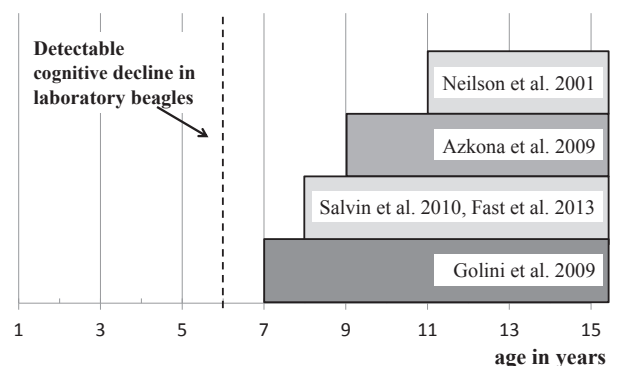 Detectable
cognitive decline in
laboratory beagles
Neilson et al. 2001
Azkona et al. 2009
Salvin et al. 2010, Fast et al. 2013
Golini et al. 2009
1 3 5 7 9 11 13 15
age in years